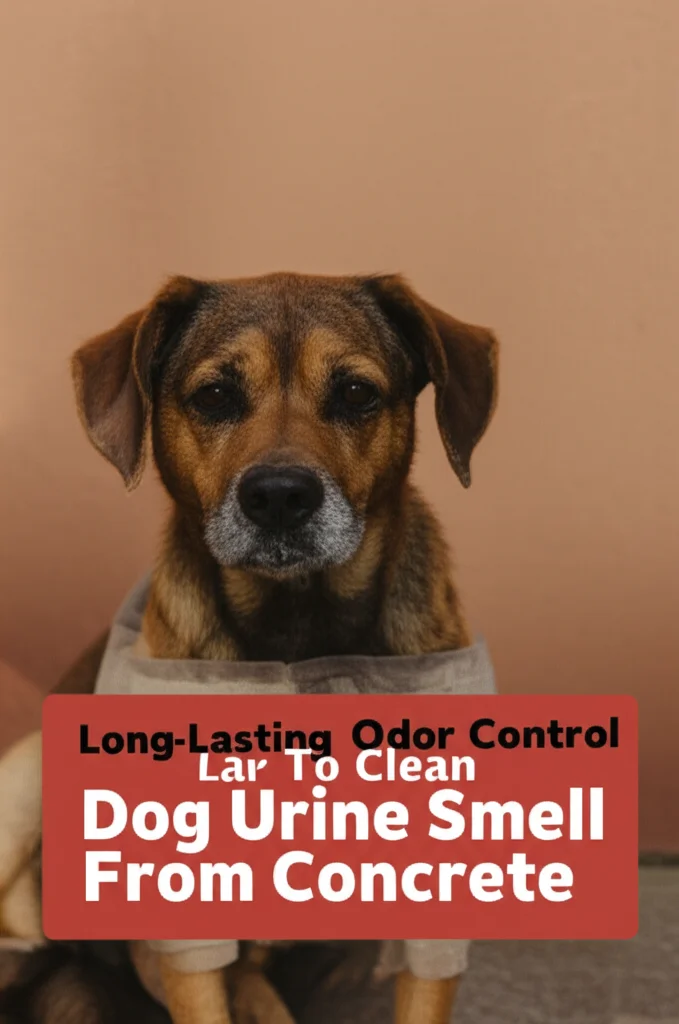 Long-Lasting Odor Control
Lar To Clean
Dog Urine Smell
From Concrete